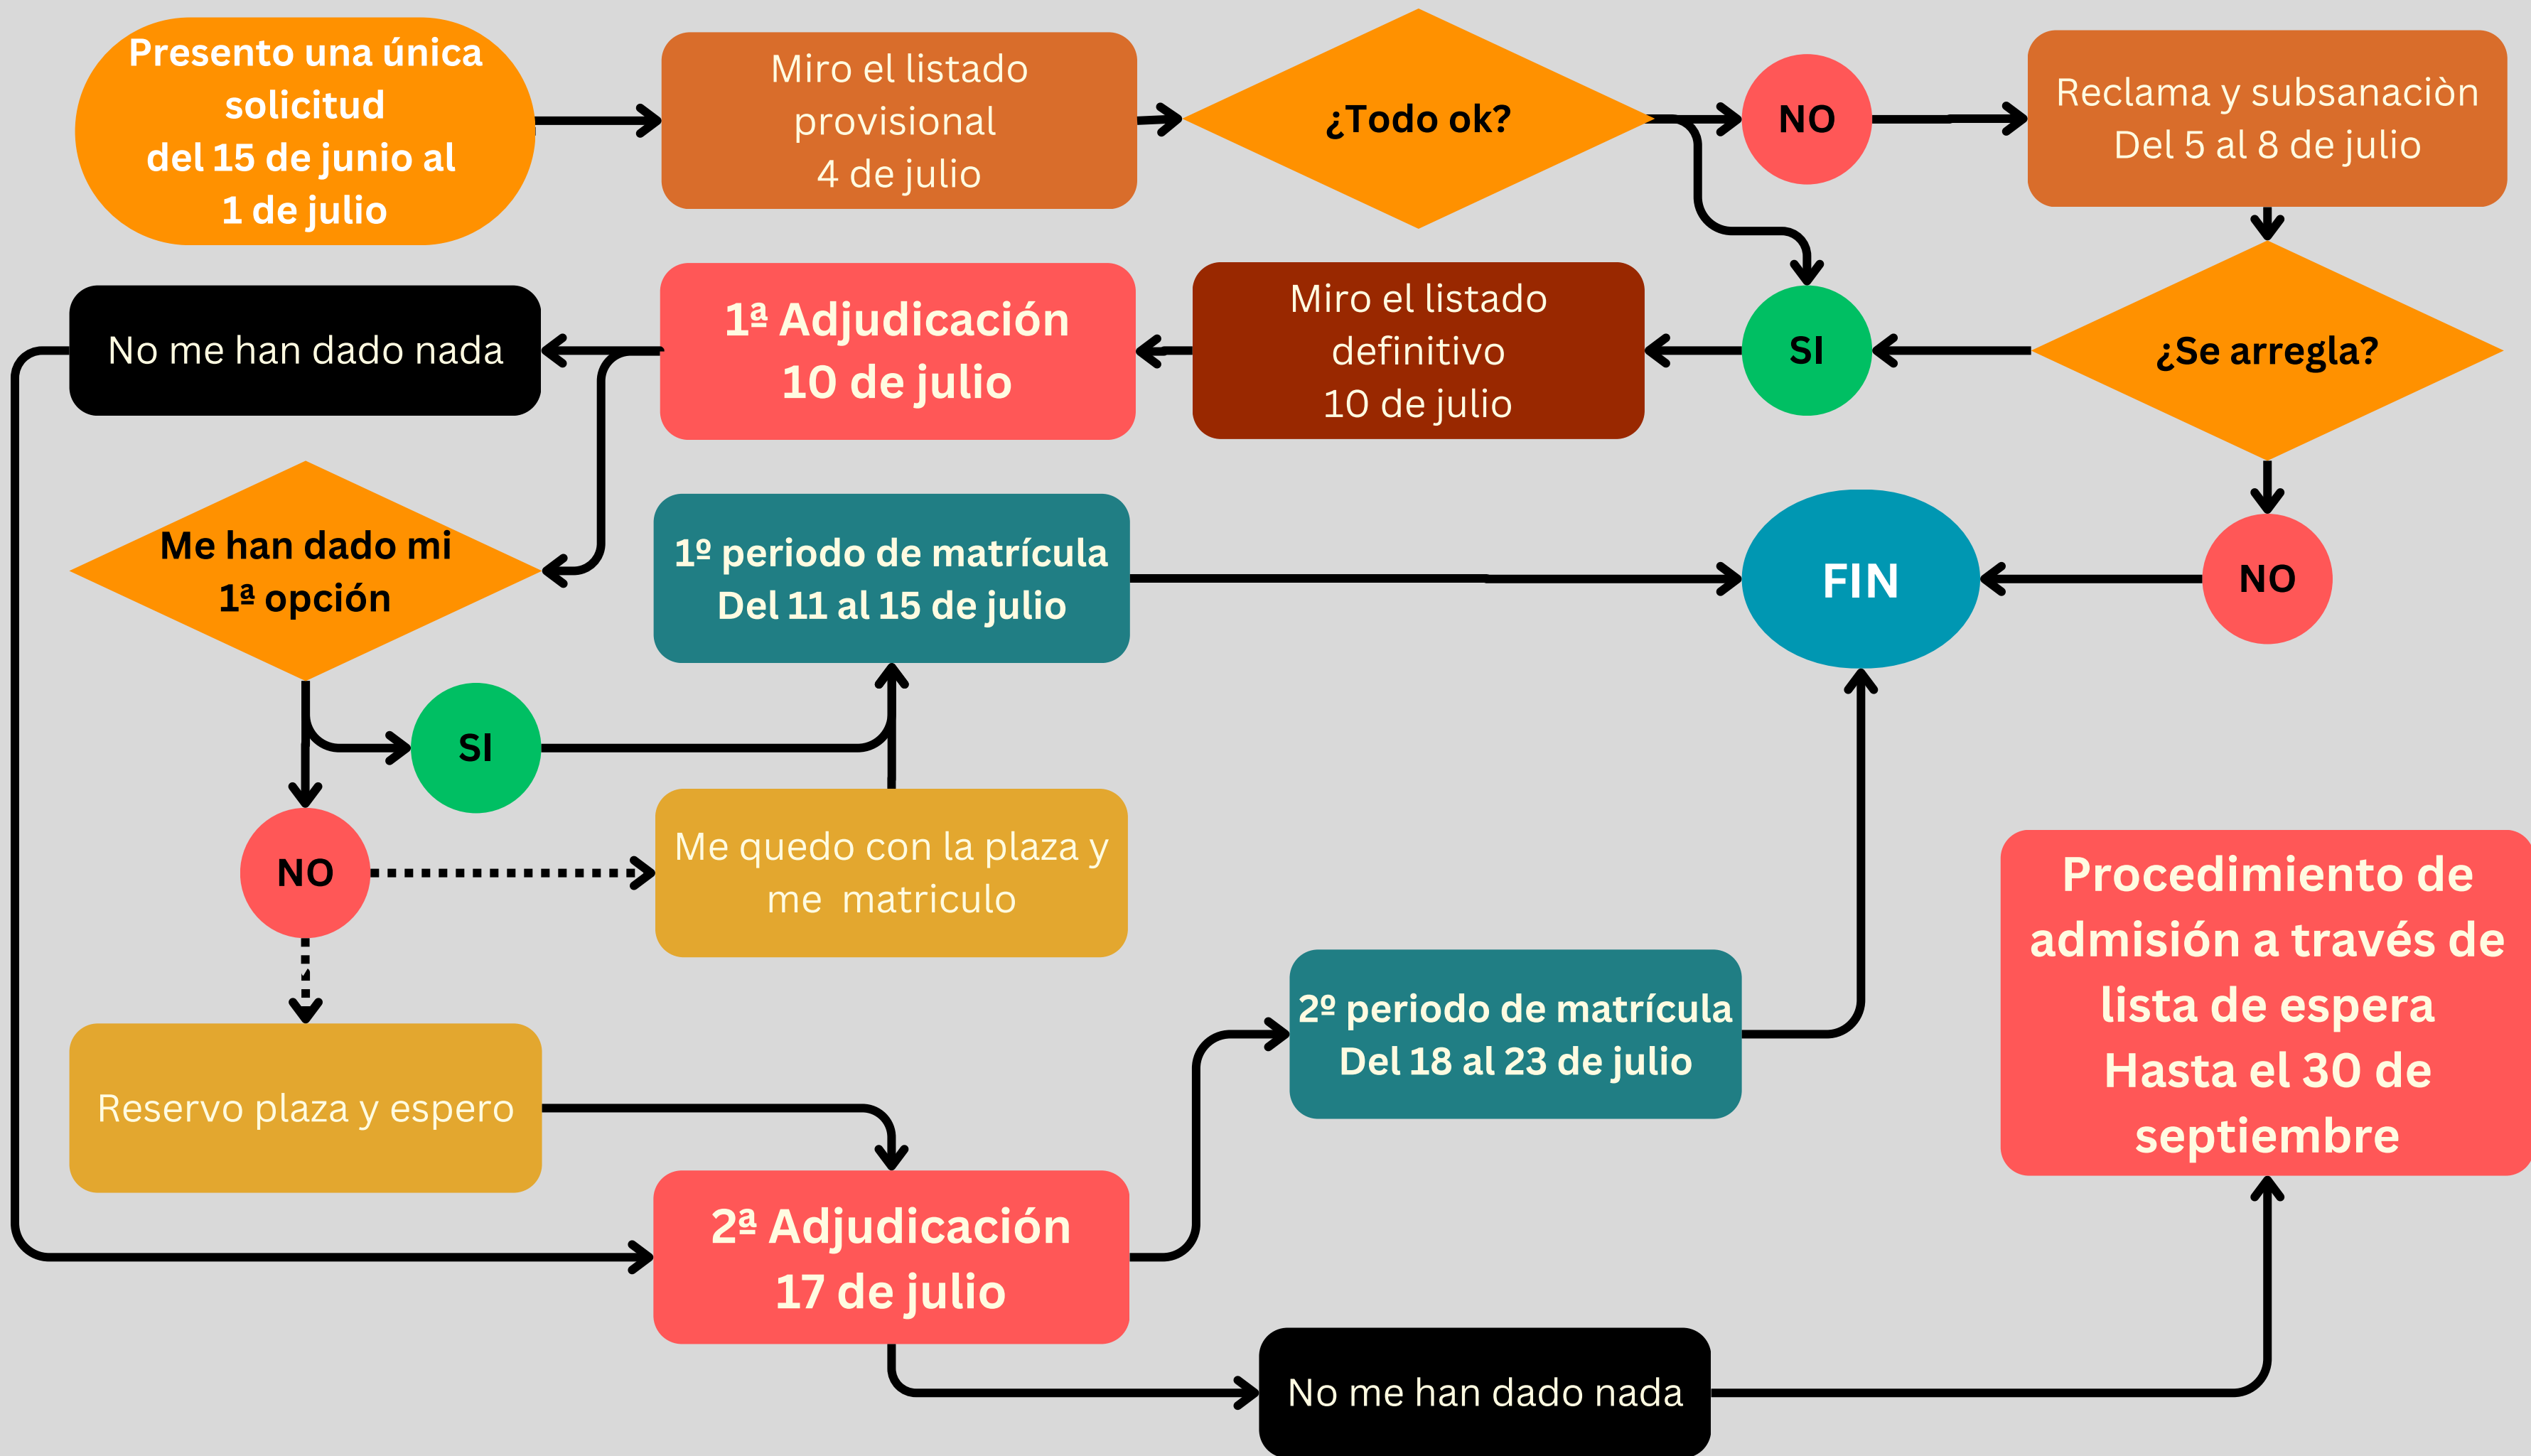 Presento una única
solicitud
del 15 de junio al
1 de julio
Miro el listado
provisional
4 de julio
¿Todo ok?
NO
Reclama y subsanaciòn
Del 5 al 8 de julio
No me han dado nada
1ª Adjudicación
10 de julio
Miro el listado
definitivo
10 de julio
SI
¿Se arregla?
Me han dado mi
1ª opción
1º periodo de matrícula
Del 11 al 15 de julio
FIN
NO
SI
NO
Me quedo con la plaza y
me  matriculo
Procedimiento de
admisión a través de
lista de espera
Hasta el 30 de
septiembre
2º periodo de matrícula
Del 18 al 23 de julio
Reservo plaza y espero
2ª Adjudicación
17 de julio
No me han dado nada